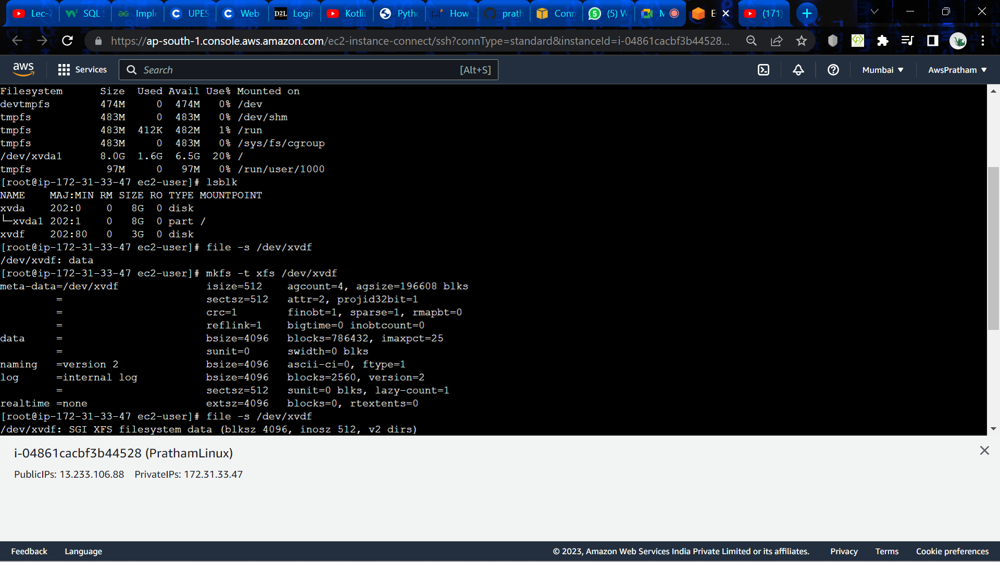 Lec-7
SQL
Imple
UPES
Web
D2L Login
Kotlin
Pytho
How
prath
Conn
(5) W
M
E
(171)
https://ap-south-1.console.aws.amazon.com/ec2-instance-connect/ssh?connType=standard&instanceId=i-04861cacbf3b44528...
aws
Services
Search
[Alt+S]
Mumbai
AwsPratham
Filesystem Size Used Avail Use% Mounted on
devtmpfs 474M 0 474M 0% /dev
tmpfs 483M 0 483M 0% /dev/shm
tmpfs 483M 412K 482M 1% /run
tmpfs 483M 0 483M 0% /sys/fs/cgroup
/dev/xvda1 8.0G 1.6G 6.5G 20% /
tmpfs 97M 0 97M 0% /run/user/1000
[root@ip-172-31-33-47 ec2-user]# lsblk
NAME MAJ:MIN RM SIZE RO TYPE MOUNTPOINT
xvda 202:0 0 8G 0 disk
└─xvda1 202:1 0 8G 0 part /
xvdf 202:80 0 3G 0 disk
[root@ip-172-31-33-47 ec2-user]# file -s /dev/xvdf
/dev/xvdf: data
[root@ip-172-31-33-47 ec2-user]# mkfs -t xfs /dev/xvdf
meta-data=/dev/xvdf isize=512 agcount=4, agsize=196608 blks
= sectsz=512 attr=2, projid32bit=1
= crc=1 finobt=1, sparse=1, rmapbt=0
= reflink=1 bigtime=0 inobtcount=0
data = bsize=4096 blocks=786432, imaxpct=25
= sunit=0 swidth=0 blks
naming =version 2 bsize=4096 ascii-ci=0, ftype=1
log =internal log bsize=4096 blocks=2560, version=2
= sectsz=512 sunit=0 blks, lazy-count=1
realtime =none extsz=4096 blocks=0, rtextents=0
[root@ip-172-31-33-47 ec2-user]# file -s /dev/xvdf
/dev/xvdf: SGI XFS filesystem data (blksz 4096, inosz 512, v2 dirs)
i-04861cacbf3b44528 (PrathamLinux)
PublicIPs: 13.233.106.88 PrivateIPs: 172.31.33.47
Feedback Language © 2023, Amazon Web Services India Private Limited or its affiliates. Privacy Terms Cookie preferences